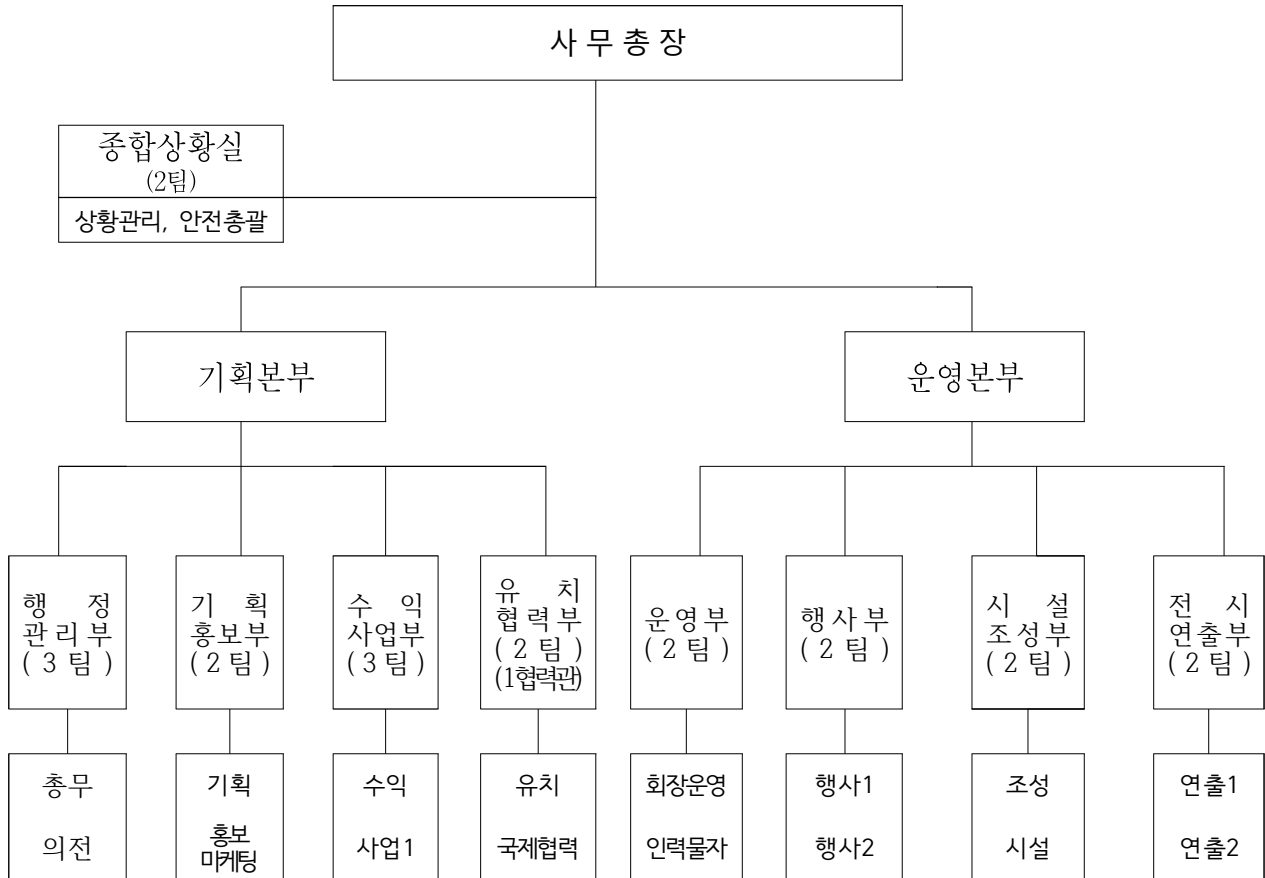 사 무 총 장
종합상황실
(2팀)
상황관리, 안전총괄
기획본부
운영본부
행 정
관리부
( 3 팀 )
기 획
홍보부
( 2 팀 )
수 익
사업부
( 3 팀 )
유 치
협력부
( 2 팀 )
(1협력관)
운영부
( 2 팀 )
행사부
( 2 팀 )
시 설
조성부
( 2 팀 )
전 시
연출부
( 2 팀 )
총무
의전
기획
홍보
마케팅
수익
사업1
유치
국제협력
회장운영
인력물자
행사1
행사2
조성
시설
연출1
연출2